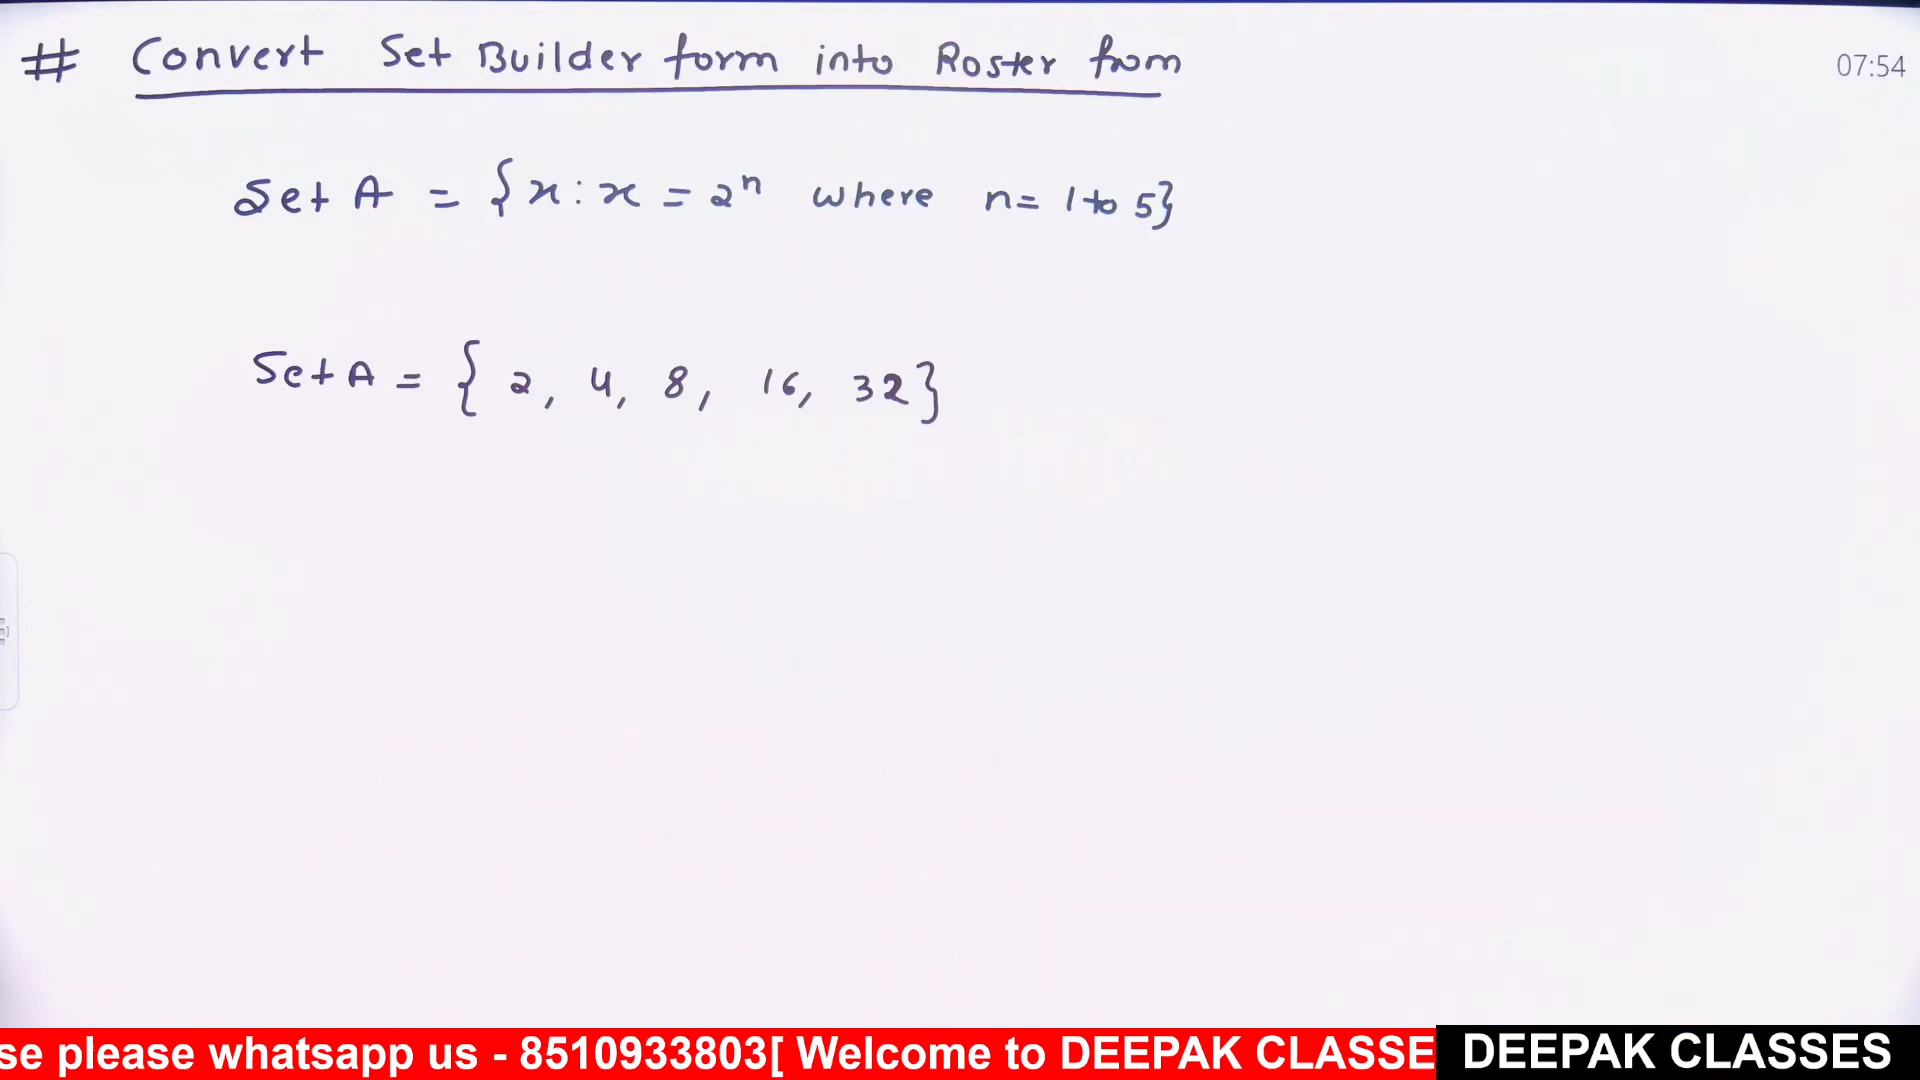 # Convert Set Builder form into Roster from
07:54
Set A = {x : x = 2ⁿ where n = 1 to 5}
Set A = { 2, 4, 8, 16, 32}
se please whatsapp us - 8510933803[ Welcome to DEEPAK CLASSE
DEEPAK CLASSES